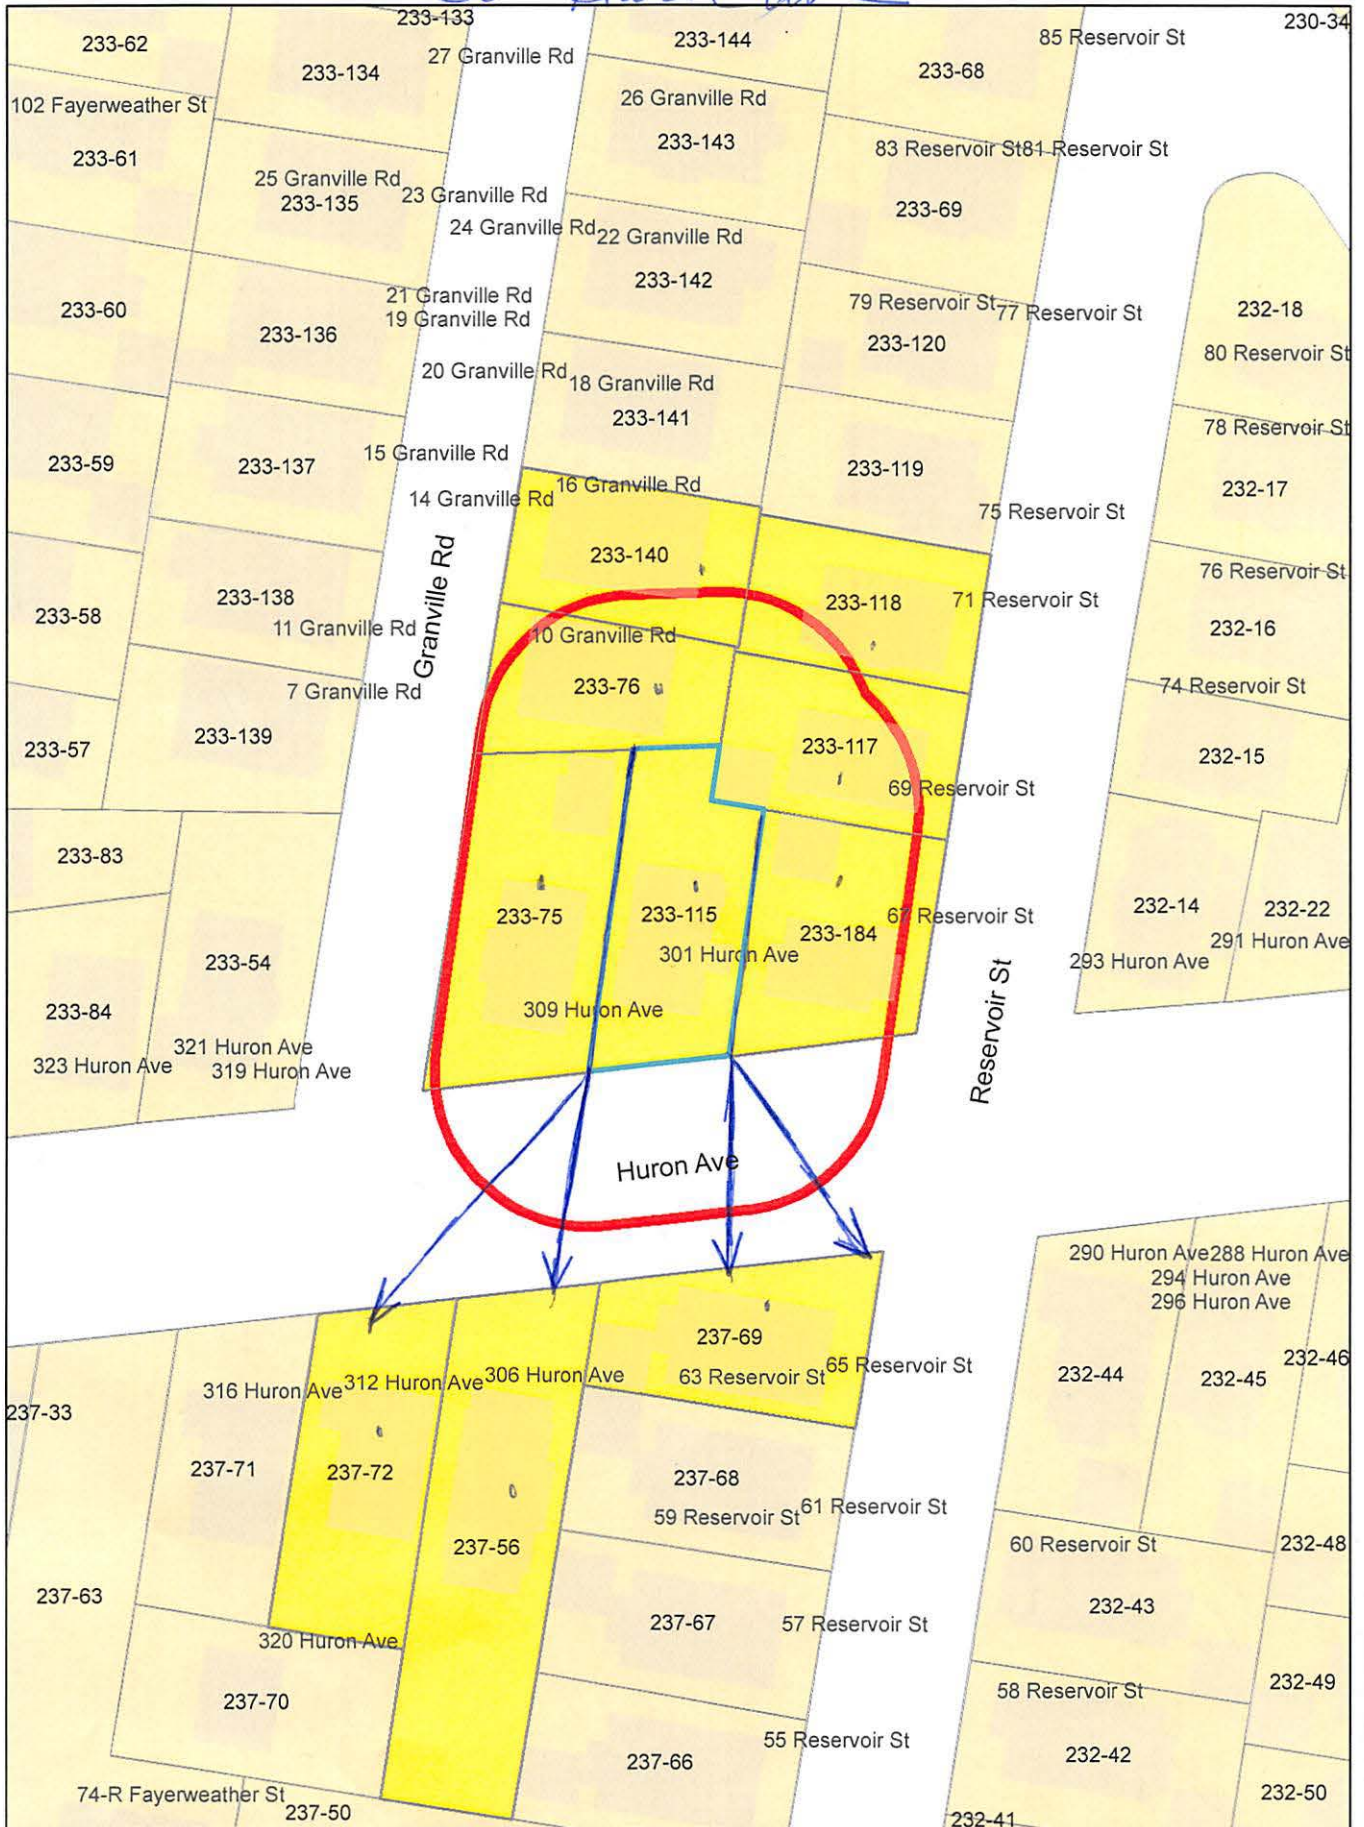 233-133
230-34
85 Reservoir St
233-62
233-144
27 Granville Rd
233-134
233-68
26 Granville Rd
102 Fayerweather St
233-143
83 Reservoir St
81 Reservoir St
233-61
25 Granville Rd
23 Granville Rd
233-135
233-69
24 Granville Rd
22 Granville Rd
233-142
21 Granville Rd
79 Reservoir St
77 Reservoir St
233-60
232-18
19 Granville Rd
233-136
233-120
80 Reservoir St
20 Granville Rd
18 Granville Rd
233-141
78 Reservoir St
15 Granville Rd
233-59
233-137
233-119
16 Granville Rd
232-17
14 Granville Rd
75 Reservoir St
233-140
76 Reservoir St
Granville Rd
233-138
233-118
71 Reservoir St
233-58
11 Granville Rd
10 Granville Rd
232-16
7 Granville Rd
233-76
74 Reservoir St
233-57
233-139
233-117
232-15
69 Reservoir St
233-83
233-75
233-115
67 Reservoir St
232-14
232-22
233-184
291 Huron Ave
301 Huron Ave
293 Huron Ave
233-54
233-84
309 Huron Ave
Reservoir St
321 Huron Ave
323 Huron Ave
319 Huron Ave
Huron Ave
290 Huron Ave
288 Huron Ave
294 Huron Ave
296 Huron Ave
237-69
65 Reservoir St
232-46
316 Huron Ave
312 Huron Ave
306 Huron Ave
63 Reservoir St
232-44
232-45
237-33
237-71
237-72
237-68
61 Reservoir St
59 Reservoir St
237-56
60 Reservoir St
232-48
237-63
232-43
237-67
57 Reservoir St
320 Huron Ave
232-49
58 Reservoir St
237-70
55 Reservoir St
237-66
232-42
74-R Fayerweather St
232-50
237-50
232-41